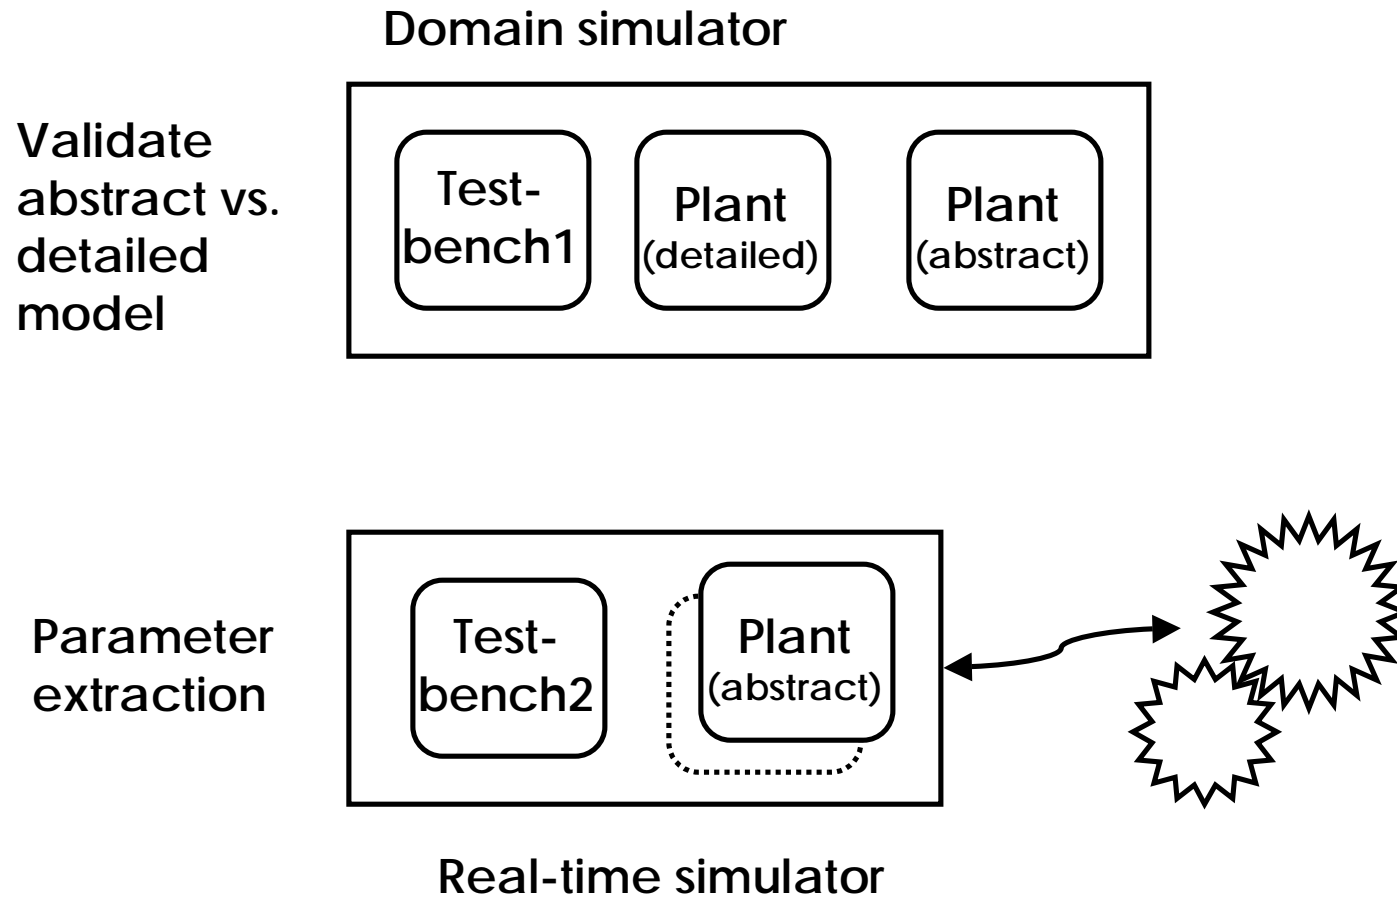 Domain simulator
Validate
abstract vs.
detailed
model
Test-
bench1
Plant
(detailed)
Plant
(abstract)
Parameter
extraction
Test-
bench2
Plant
(abstract)
Real-time simulator